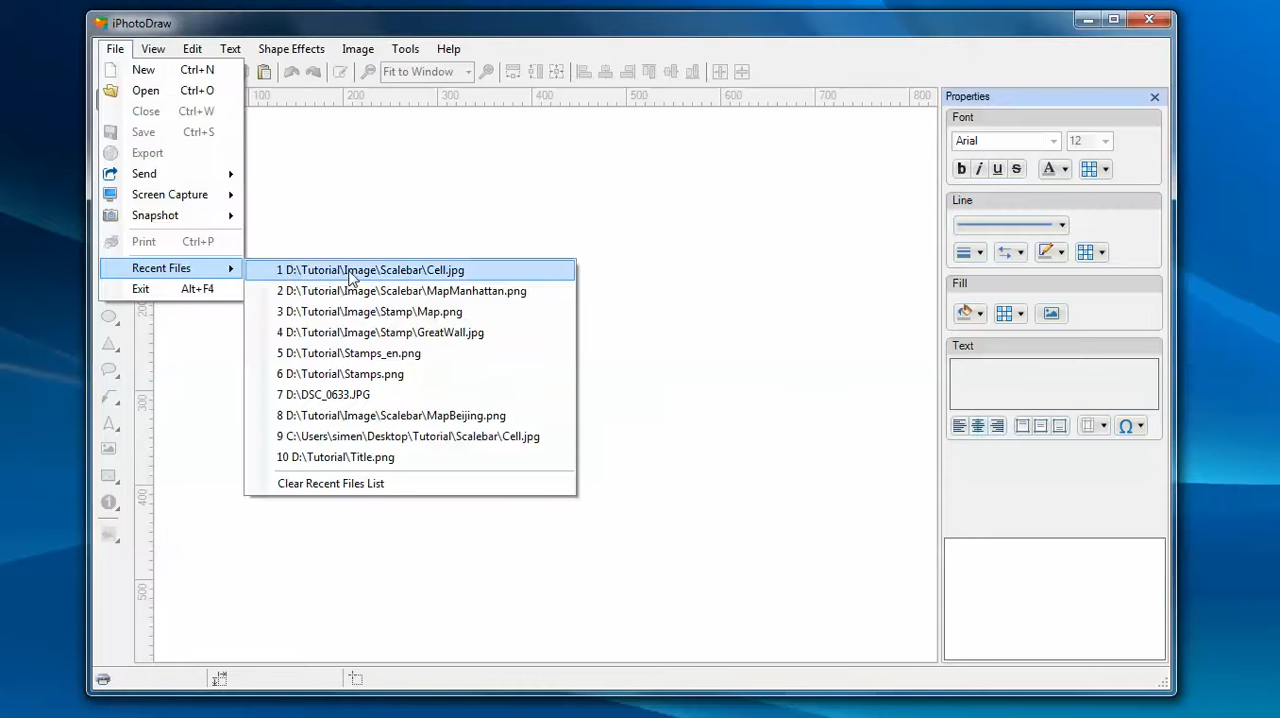 iPhotoDraw
File View Edit Text Shape Effects Image Tools Help
New Ctrl+N
Open Ctrl+O
Close Ctrl+W
Save Ctrl+S
Export
Send
Screen Capture
Snapshot
Print Ctrl+P
Recent Files
Exit Alt+F4
1 D:\Tutorial\Image\Scalebar\Cell.jpg
2 D:\Tutorial\Image\Scalebar\MapManhattan.png
3 D:\Tutorial\Image\Stamp\Map.png
4 D:\Tutorial\Image\Stamp\GreatWall.jpg
5 D:\Tutorial\Stamps_en.png
6 D:\Tutorial\Stamps.png
7 D:\DSC_0633.JPG
8 D:\Tutorial\Image\Scalebar\MapBeijing.png
9 C:\Users\simen\Desktop\Tutorial\Scalebar\Cell.jpg
10 D:\Tutorial\Title.png
Clear Recent Files List
Fit to Window
100 200 300 400 500 600 700 800
300
400
500
Properties
Font
Arial 12
b i U S A
Line
Fill
Text
Ω